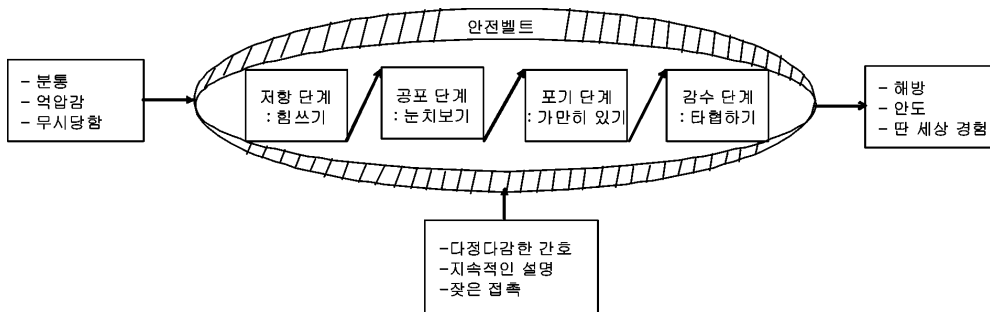 안전벨트
– 분통
– 억압감
– 무시당함
저항 단계
: 힘쓰기
공포 단계
: 눈치보기
포기 단계
: 가만히 있기
감수 단계
: 타협하기
– 해방
– 안도
– 딴 세상 경험
–다정다감한 간호
–지속적인 설명
–잦은 접촉